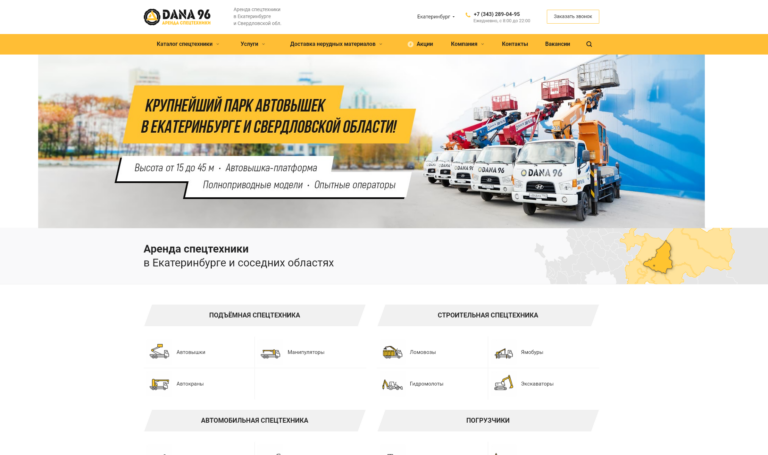 DANA 96
АРЕНДА СПЕЦТЕХНИКИ
Аренда спецтехники
в Екатеринбурге
и Свердловской обл.
Екатеринбург
+7 (343) 289-04-95
Ежедневно, с 8:00 до 22:00
Заказать звонок
Каталог спецтехники
Услуги
Доставка нерудных материалов
Акции
Компания
Контакты
Вакансии
КРУПНЕЙШИЙ ПАРК АВТОВЫШЕК
В ЕКАТЕРИНБУРГЕ И СВЕРДЛОВСКОЙ ОБЛАСТИ!
Высота от 15 до 45 м · Автовышка-платформа
Полноприводные модели · Опытные операторы
DANA 96
Аренда спецтехники
в Екатеринбурге и соседних областях
ПОДЪЁМНАЯ СПЕЦТЕХНИКА
СТРОИТЕЛЬНАЯ СПЕЦТЕХНИКА
Автовышки
Манипуляторы
Ломовозы
Ямобуры
Автокраны
Гидромолоты
Экскаваторы
АВТОМОБИЛЬНАЯ СПЕЦТЕХНИКА
ПОГРУЗЧИКИ